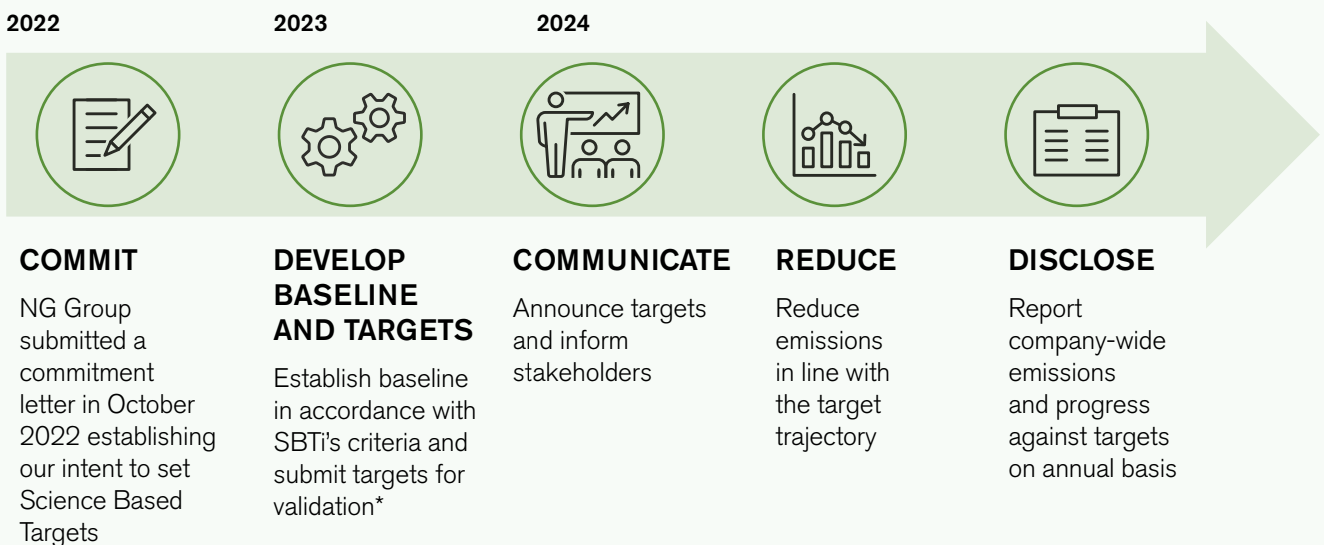 2022
2023
2024
COMMIT
NG Group
submitted a
commitment
letter in October
2022 establishing
our intent to set
Science Based
Targets
DEVELOP
BASELINE
AND TARGETS
Establish baseline
in accordance with
SBTi's criteria and
submit targets for
validation*
COMMUNICATE
Announce targets
and inform
stakeholders
REDUCE
Reduce
emissions
in line with
the target
trajectory
DISCLOSE
Report
company-wide
emissions
and progress
against targets
on annual basis